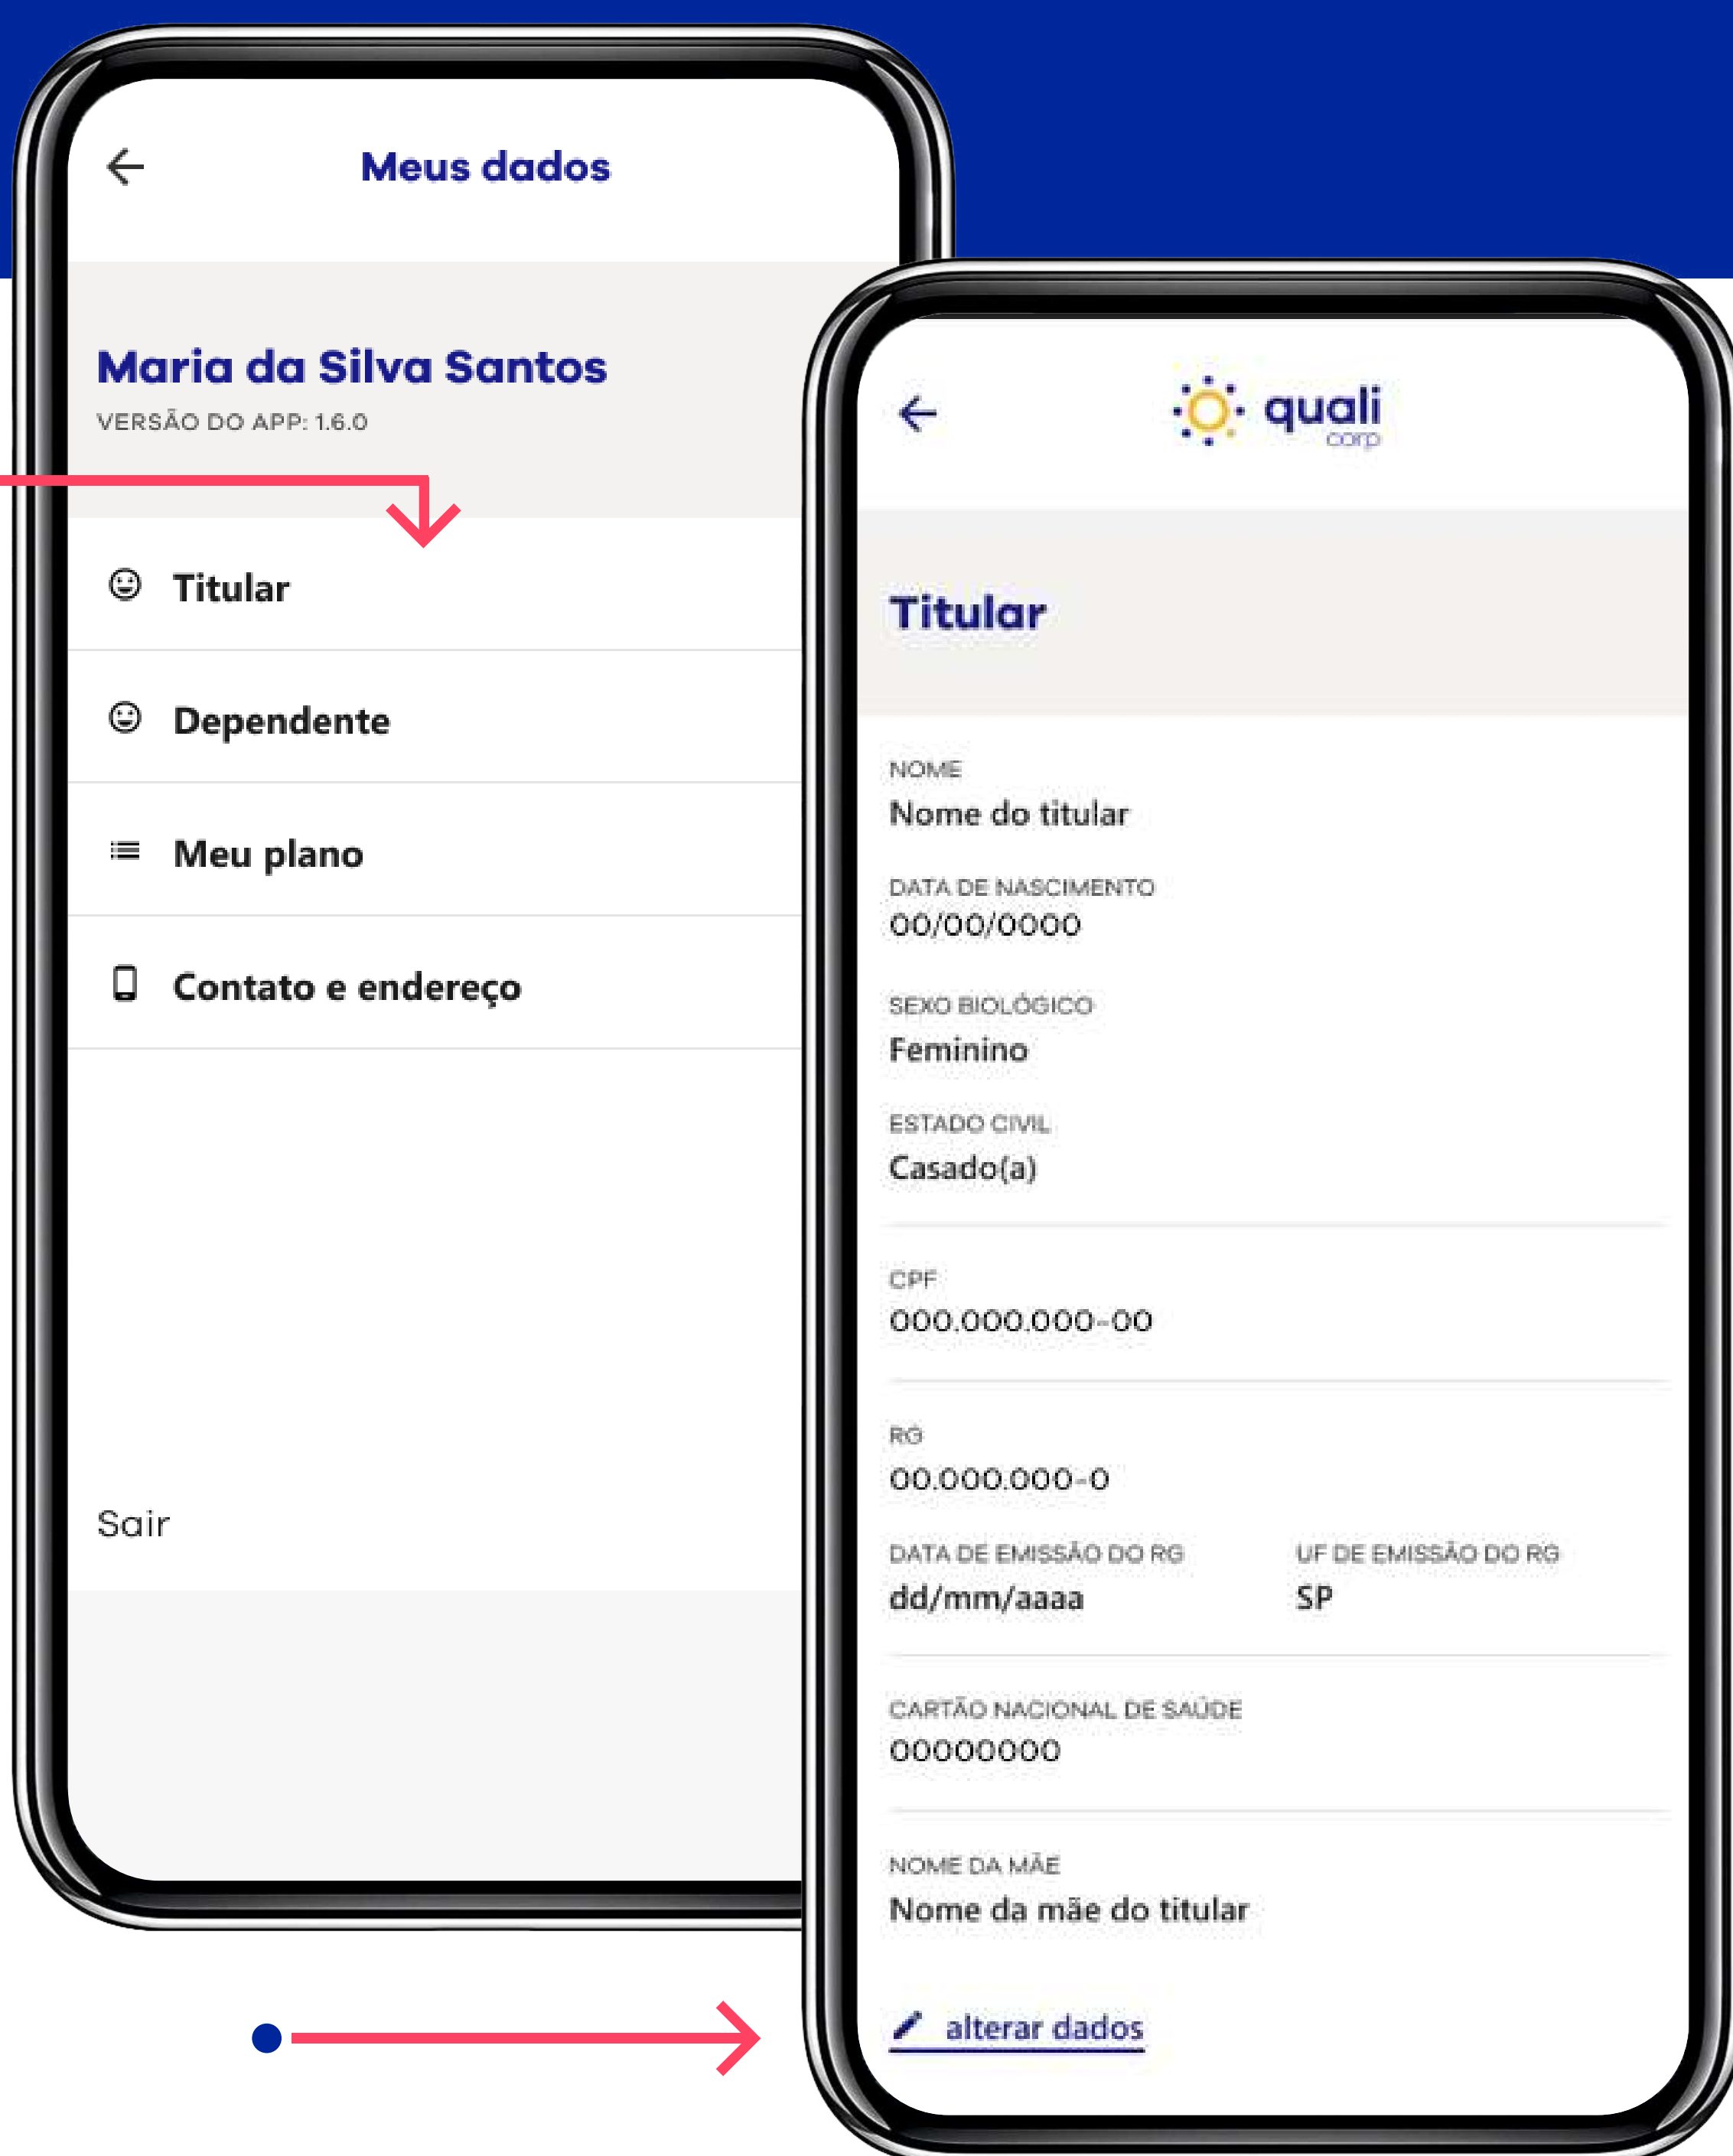 Meus dados
Maria da Silva Santos
VERSÃO DO APP: 1.6.0
Titular
Dependente
Meu plano
Contato e endereço
Sair
quali
corp
Titular
NOME
Nome do titular
DATA DE NASCIMENTO
00/00/0000
SEXO BIOLÓGICO
Feminino
ESTADO CIVIL
Casado(a)
CPF
000.000.000-00
RG
00.000.000-0
DATA DE EMISSÃO DO RG UF DE EMISSÃO DO RG
dd/mm/aaaa SP
CARTÃO NACIONAL DE SAÚDE
00000000
NOME DA MÃE
Nome da mãe do titular
alterar dados